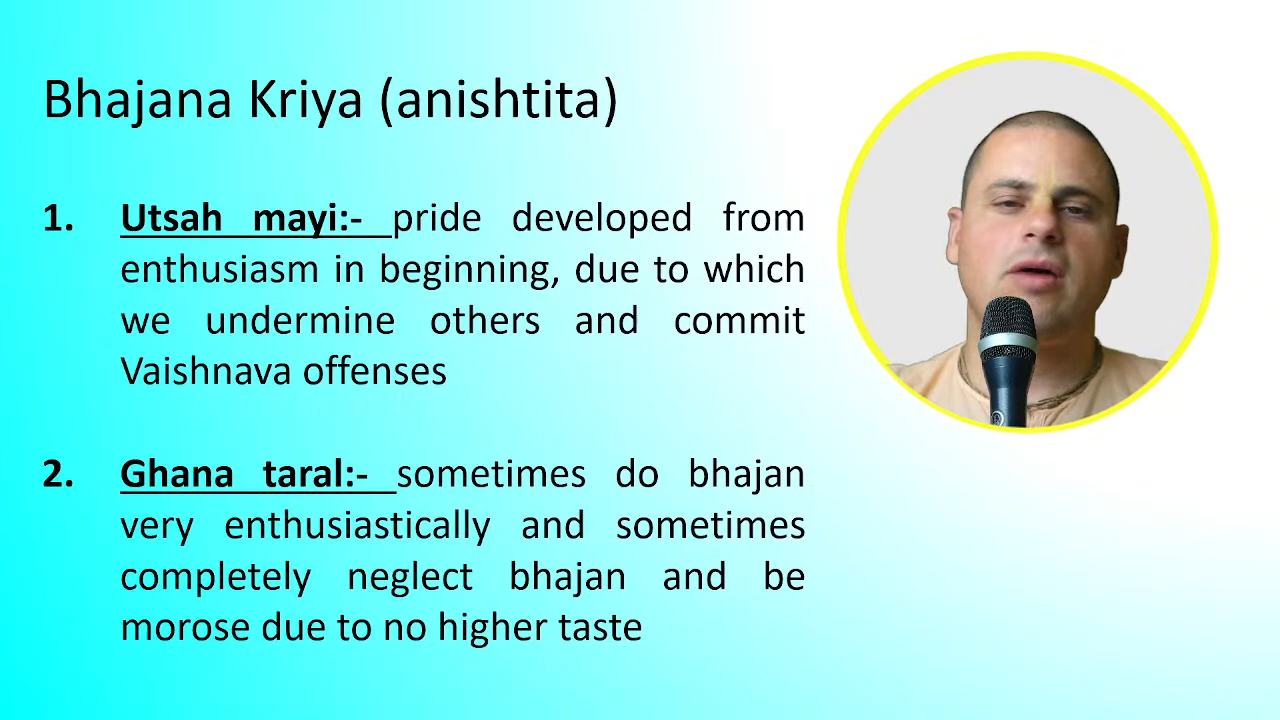 Bhajana Kriya (anishtita)
1. Utsah mayi:- pride developed from
enthusiasm in beginning, due to which
we undermine others and commit
Vaishnava offenses
2. Ghana taral:- sometimes do bhajan
very enthusiastically and sometimes
completely neglect bhajan and be
morose due to no higher taste